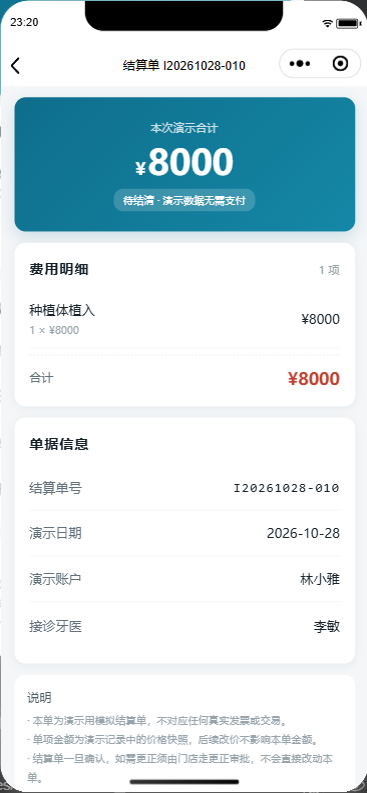 23:20
结算单 I20261028-010
本次演示合计
¥8000
待结清 · 演示数据无需支付
费用明细
1 项
种植体植入
¥8000
1 × ¥8000
合计
¥8000
单据信息
结算单号
I20261028-010
演示日期
2026-10-28
演示账户
林小雅
接诊牙医
李敏
说明
· 本单为演示用模拟结算单，不对应任何真实发票或交易。
· 单项金额为演示记录中的价格快照，后续改价不影响本单金额。
· 结算单一旦确认，如需更正须由门店走更正审批，不会直接改动本
单。